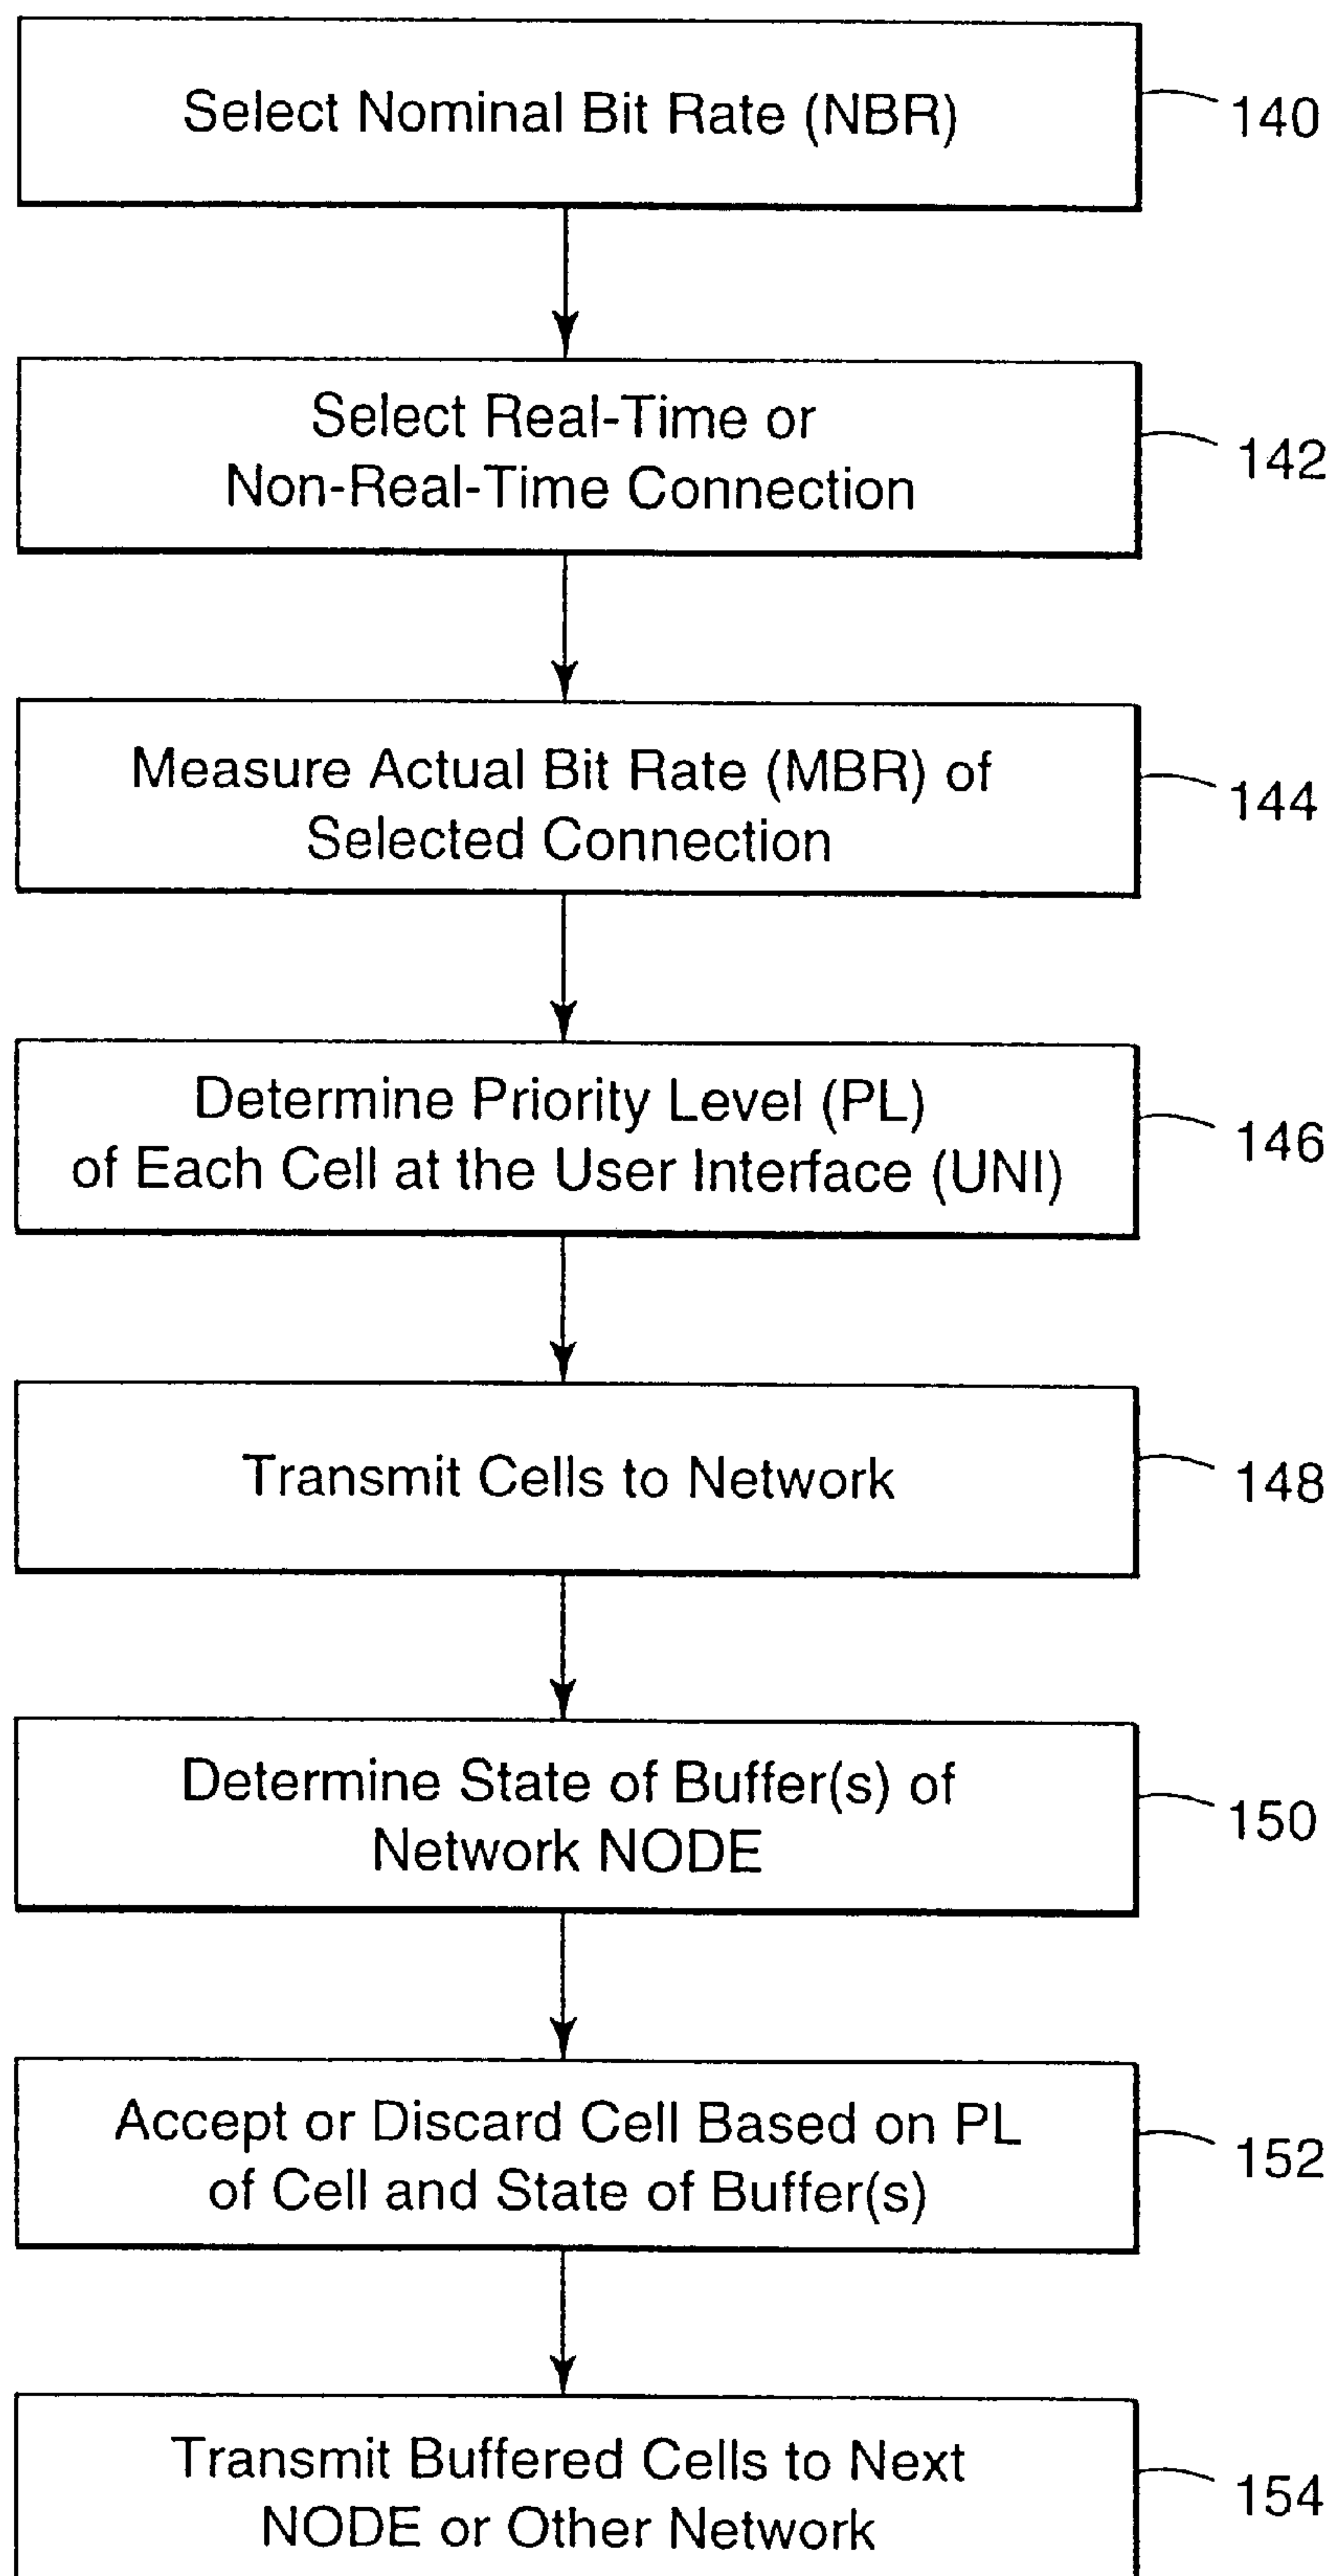 Select Nominal Bit Rate (NBR)
140
Select Real-Time or
Non-Real-Time Connection
142
Measure Actual Bit Rate (MBR) of
Selected Connection
144
Determine Priority Level (PL)
of Each Cell at the User Interface (UNI)
146
Transmit Cells to Network
148
Determine State of Buffer(s) of
Network NODE
150
Accept or Discard Cell Based on PL
of Cell and State of Buffer(s)
152
Transmit Buffered Cells to Next
NODE or Other Network
154